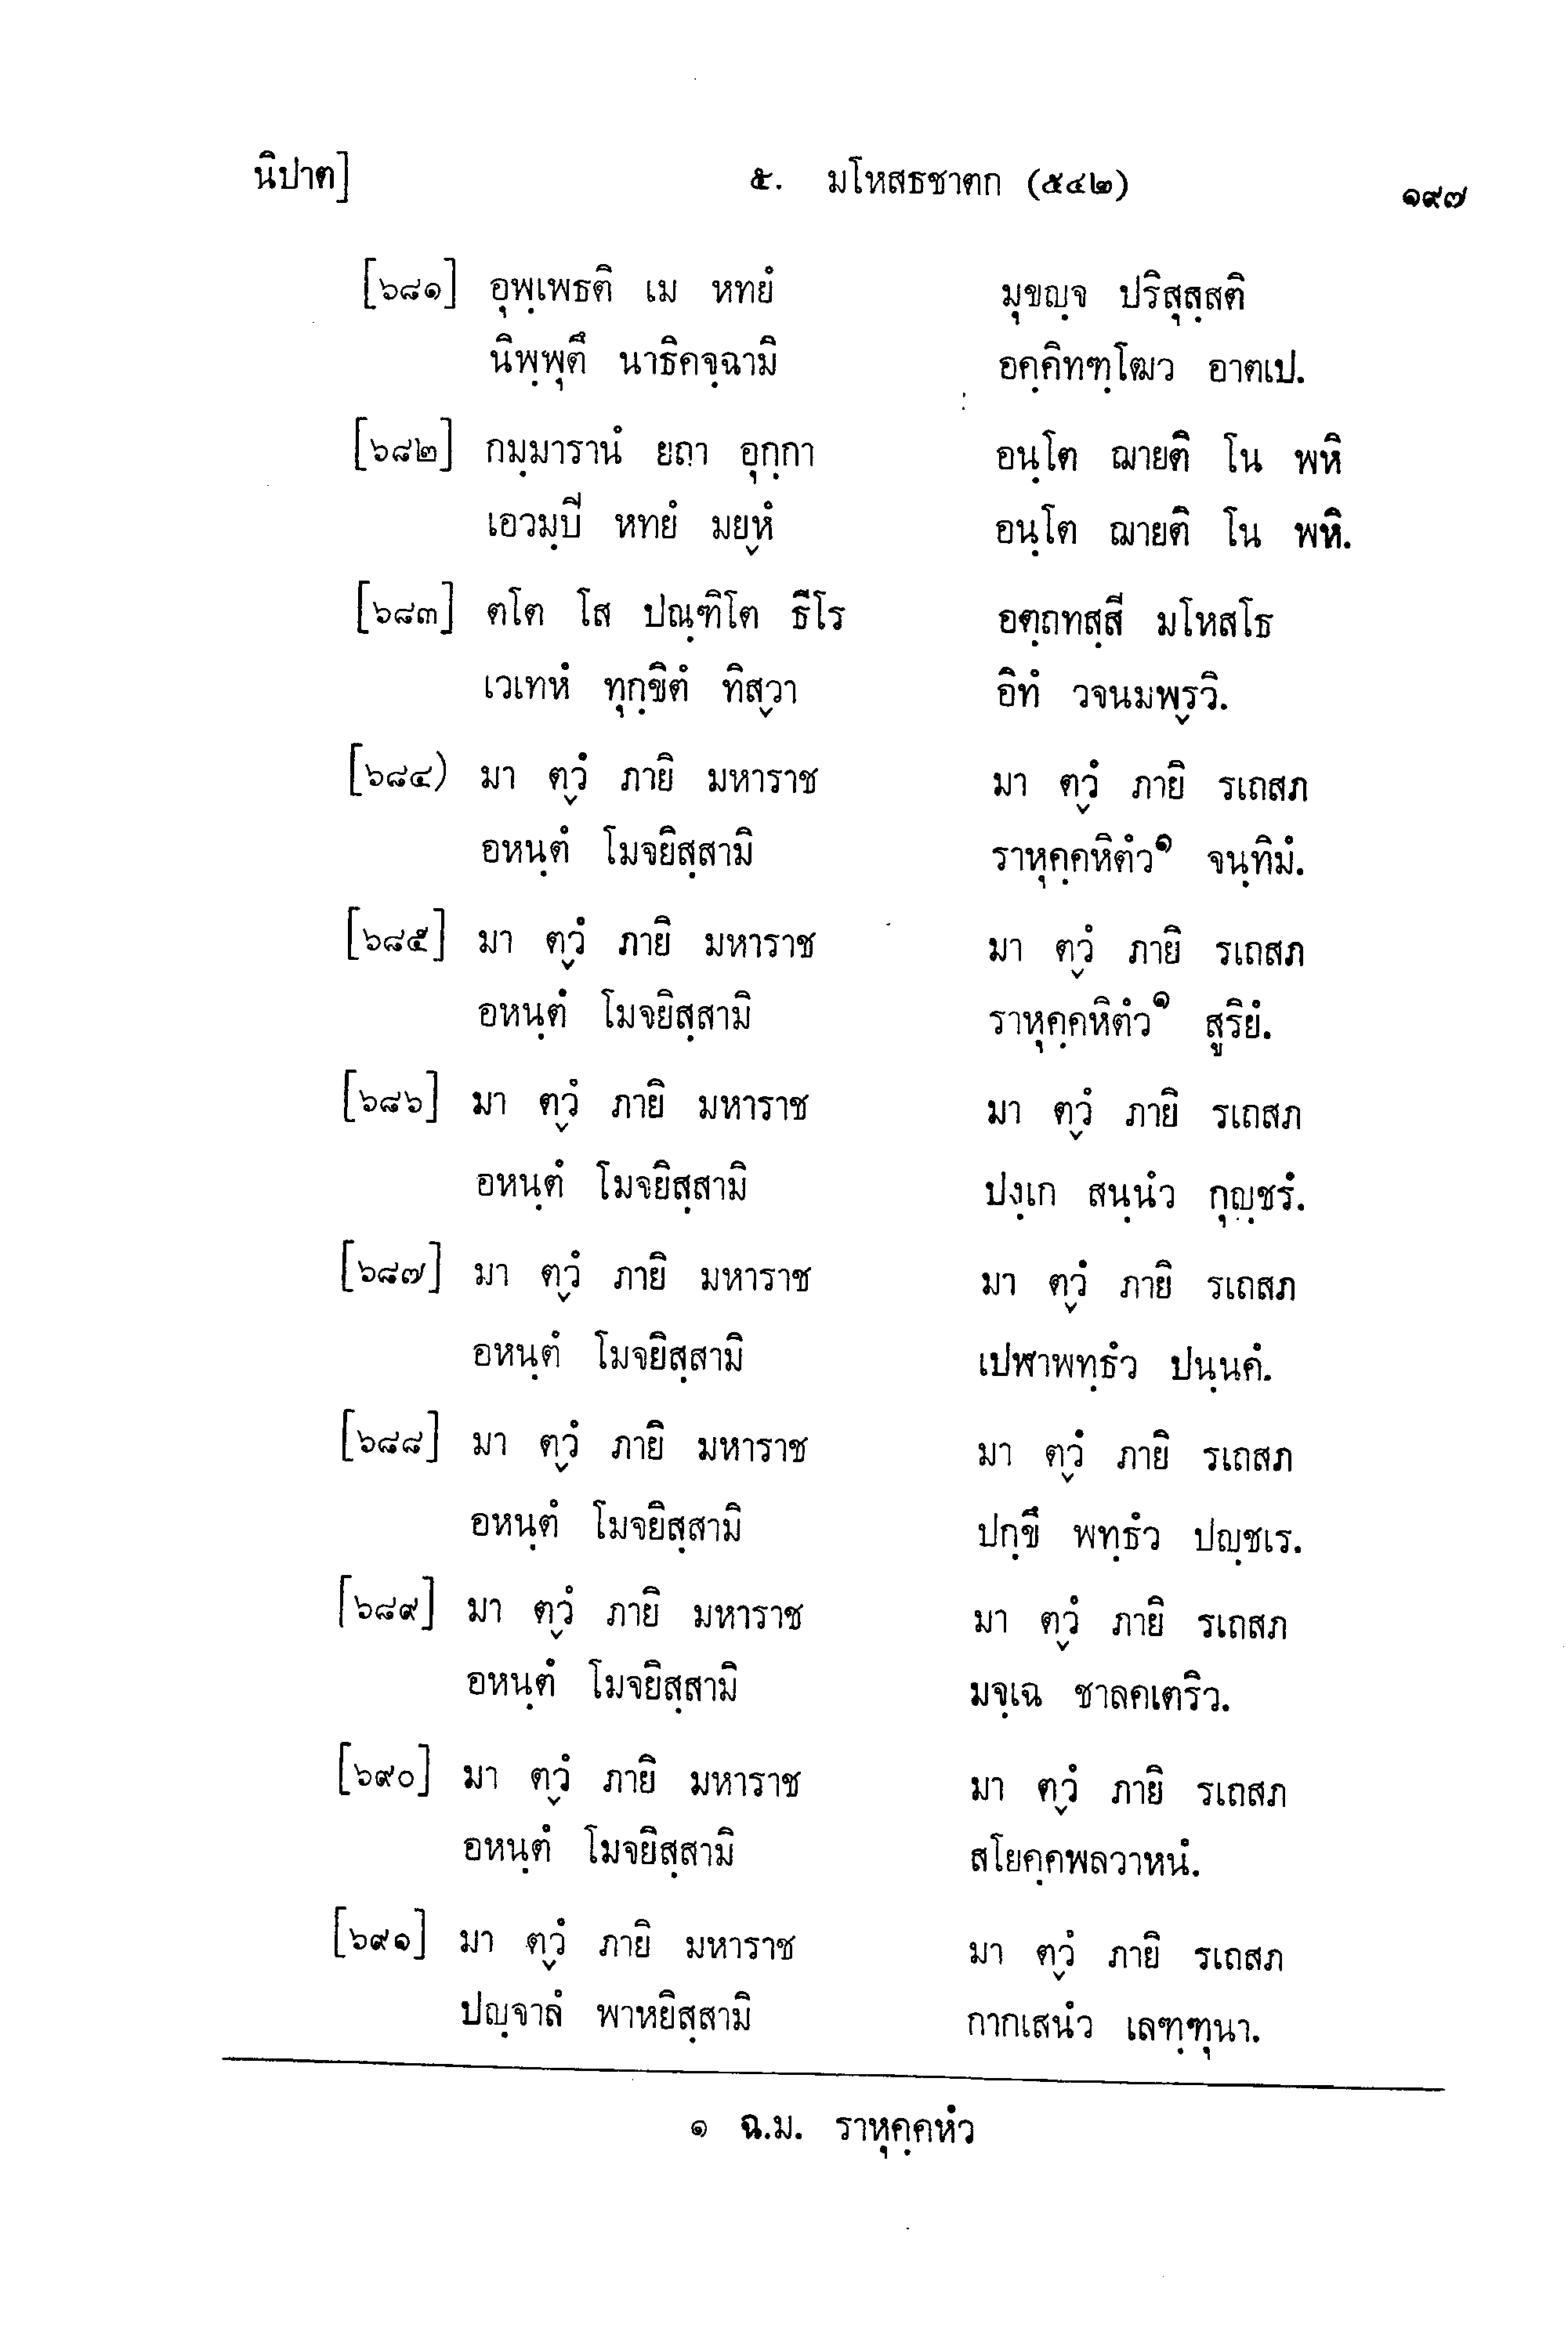 นิปาต] ๕. มโหสธชาตก (๕๔๒) ๑๙๗
[๖๘๑] อุพฺเพธติ เม หทยํ มุขญฺจ ปริสุสฺสติ
นิพฺพุตึ นาธิคจฺฉามิ อคฺคิทฑฺโฒว อาตเป.
[๖๘๒] กมฺมารานํ ยถา อุกฺกา อนฺโต ฌายติ โน พหิ
เอวมฺปี หทยํ มยฺหํ อนฺโต ฌายติ โน พหิ.
[๖๘๓] ตโต โส ปณฺฑิโต ธีโร อตฺถทสฺสี มโหสโธ
เวเทหํ ทุกฺขิตํ ทิสฺวา อิทํ วจนมพฺรวิ.
[๖๘๔) มา ตฺวํ ภายิ มหาราช มา ตฺวํ ภายิ รเถสภ
อหนฺตํ โมจยิสฺสามิ ราหุคฺคหิตํว๑ จนฺทิมํ.
[๖๘๕] มา ตฺวํ ภายิ มหาราช มา ตฺวํ ภายิ รเถสภ
อหนฺตํ โมจยิสฺสามิ ราหุคฺคหิตํว๑ สูริยํ.
[๖๘๖] มา ตฺวํ ภายิ มหาราช มา ตฺวํ ภายิ รเถสภ
อหนฺตํ โมจยิสฺสามิ ปงฺเก สนฺนํว กุญฺชรํ.
[๖๘๗] มา ตฺวํ ภายิ มหาราช มา ตฺวํ ภายิ รเถสภ
อหนฺตํ โมจยิสฺสามิ เปฬาพทฺธํว ปนฺนคํ.
[๖๘๘] มา ตฺวํ ภายิ มหาราช มา ตฺวํ ภายิ รเถสภ
อหนฺตํ โมจยิสฺสามิ ปกฺขึ พทฺธํว ปญฺชเร.
[๖๘๙] มา ตฺวํ ภายิ มหาราช มา ตฺวํ ภายิ รเถสภ
อหนฺตํ โมจยิสฺสามิ มจฺเฉ ชาลคเตริว.
[๖๙๐] มา ตฺวํ ภายิ มหาราช มา ตฺวํ ภายิ รเถสภ
อหนฺตํ โมจยิสฺสามิ สโยคฺคพลวาหนํ.
[๖๙๑] มา ตฺวํ ภายิ มหาราช มา ตฺวํ ภายิ รเถสภ
ปญฺจาลํ พาหยิสฺสามิ กากเสนํว เลฑฺฑุนา.
๑ ฉ.ม. ราหุคฺคหํว